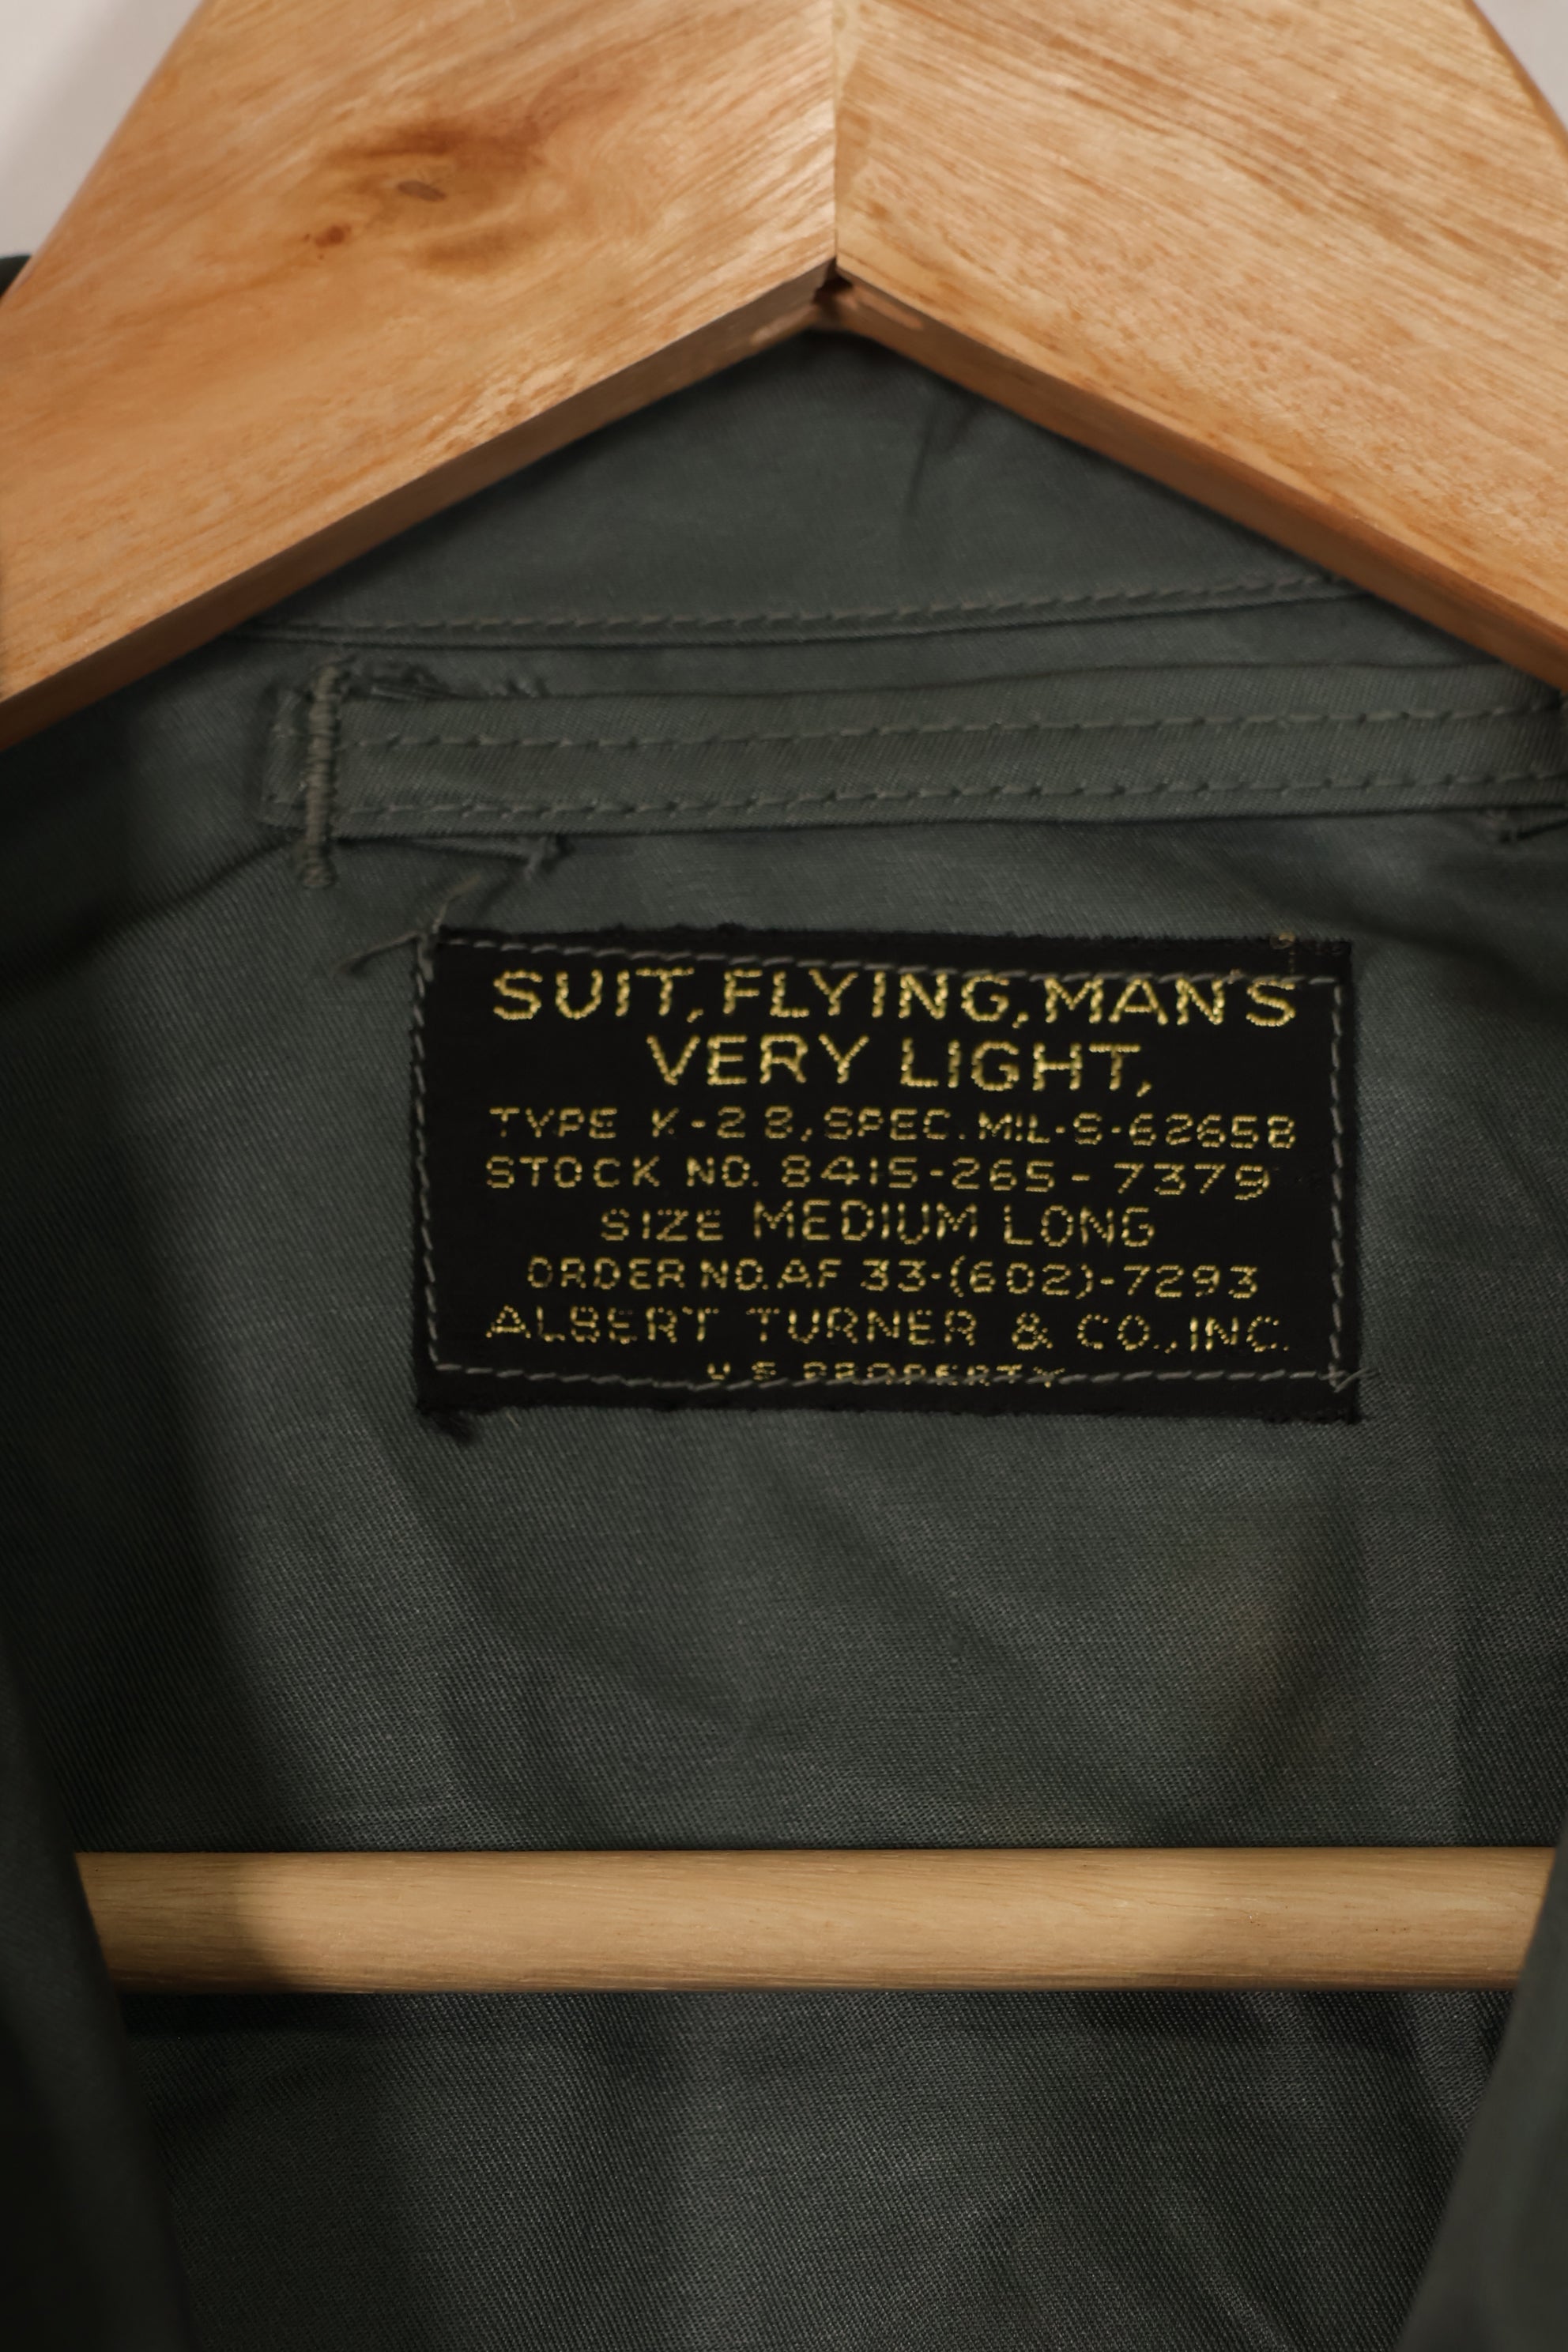 SUIT, FLYING, MAN'S
VERY LIGHT,
TYPE K-2B, SPEC. MIL-S-6265B
STOCK NO. 8415-265-7379
SIZE MEDIUM LONG
ORDER NO. AF 33-(602)-7293
ALBERT TURNER & CO., INC.
U S PROPERTY